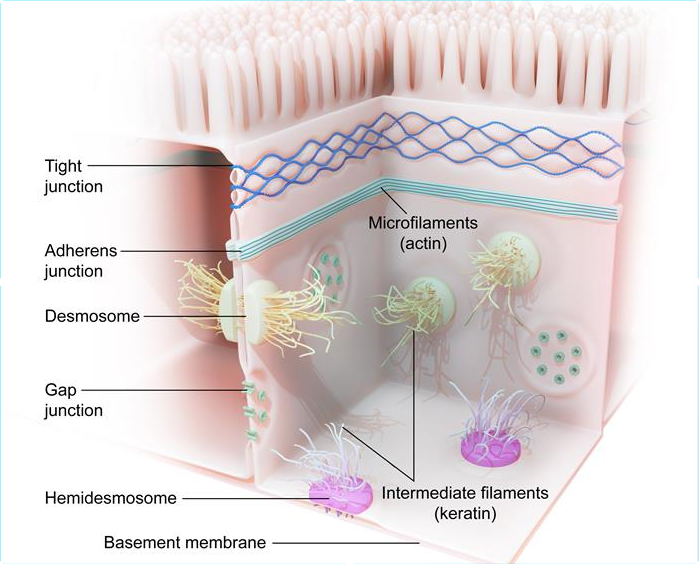 Tight
junction
Microfilaments
(actin)
Adherens
junction
Desmosome
Gap
junction
Hemidesmosome
Intermediate filaments
(keratin)
Basement membrane